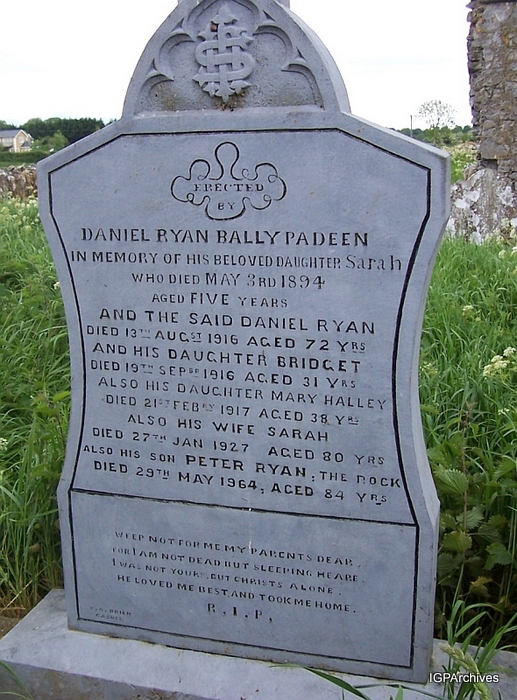 IHS
ERECTED
BY
DANIEL RYAN BALLYPADEEN
IN MEMORY OF HIS BELOVED DAUGHTER Sarah
WHO DIED MAY 3RD 1894
AGED FIVE YEARS
AND THE SAID DANIEL RYAN
DIED 13TH AUGST 1916 AGED 72 YRS
AND HIS DAUGHTER BRIDGET
DIED 19TH SEPBR 1916 AGED 31 YRS
ALSO HIS DAUGHTER MARY HALLEY
DIED 21ST FEBRY 1917 AGED 38 YRS
ALSO HIS WIFE SARAH
DIED 27TH JAN 1927 AGED 80 YRS
ALSO HIS SON PETER RYAN, THE ROCK
DIED 29TH MAY 1964, AGED 84 YRS
WEEP NOT FOR ME MY PARENTS DEAR
FOR I AM NOT DEAD BUT SLEEPING HEARE
I WAS NOT YOURS, BUT CHRISTS ALONE
HE LOVED ME BEST, AND TOOK ME HOME.
R.I.P.
O'BRIEN
CASHEL
IGPArchives